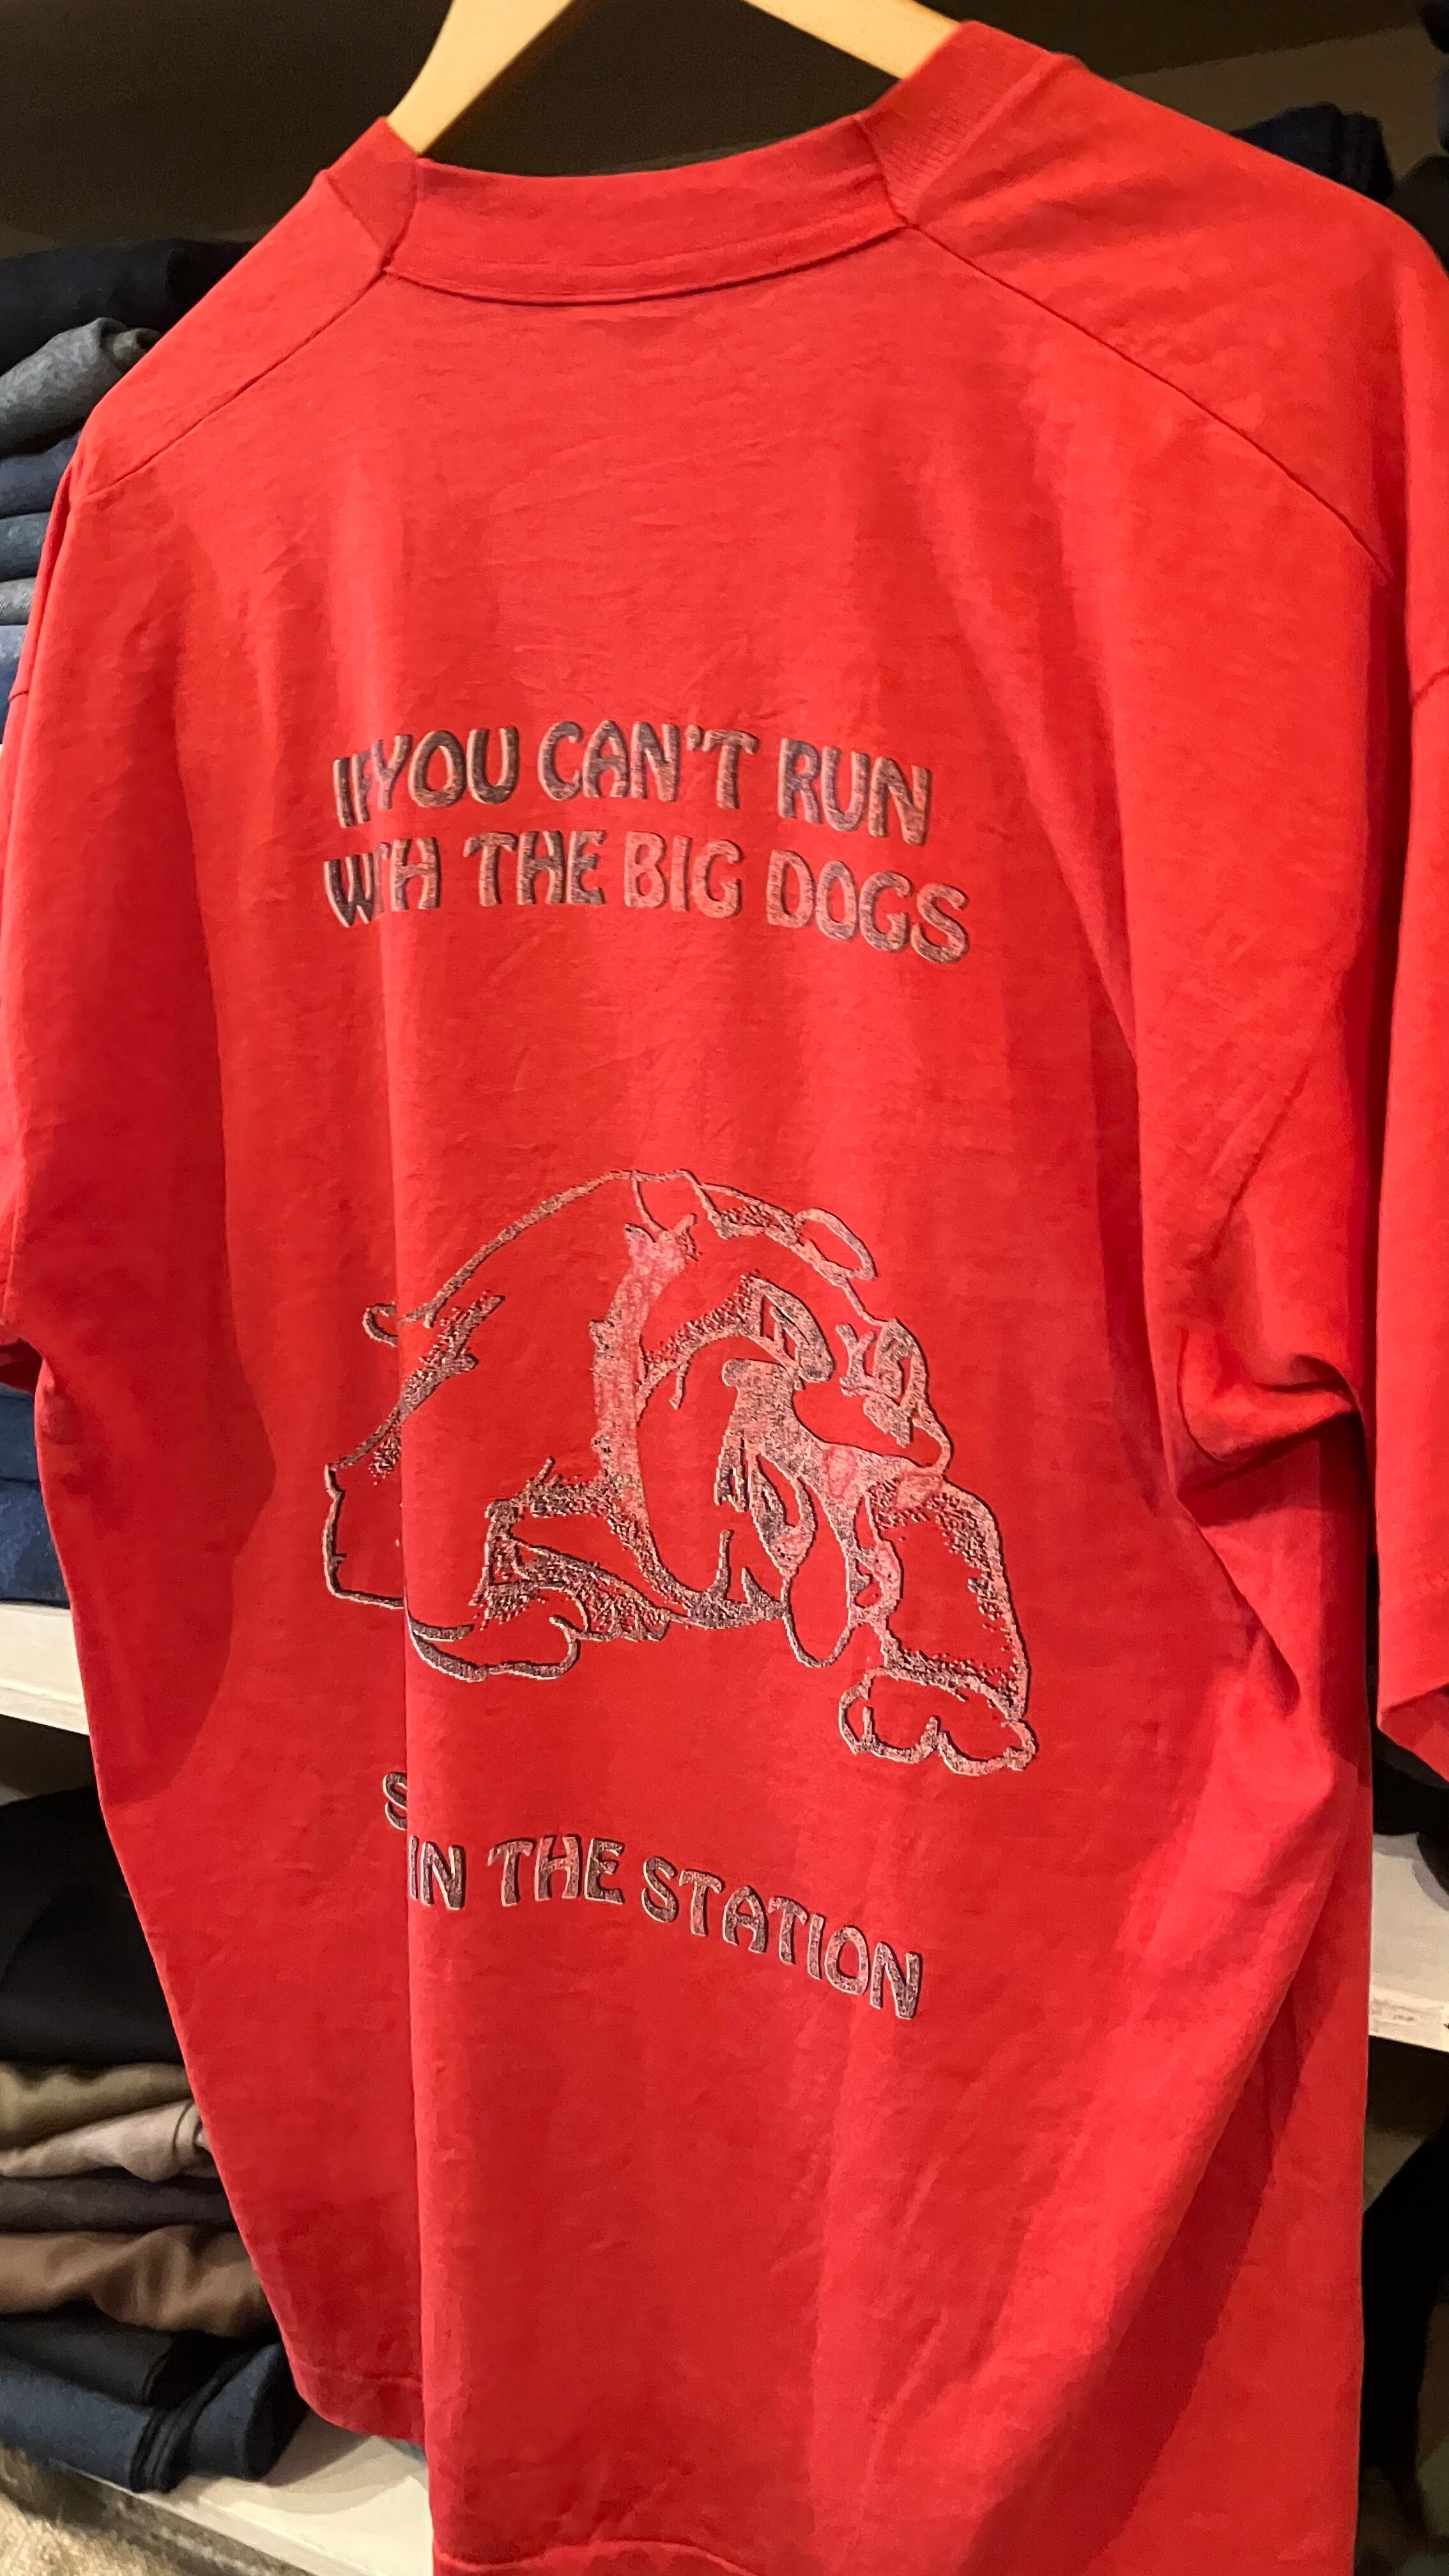 IF YOU CAN'T RUN
WITH THE BIG DOGS
IN THE STATION